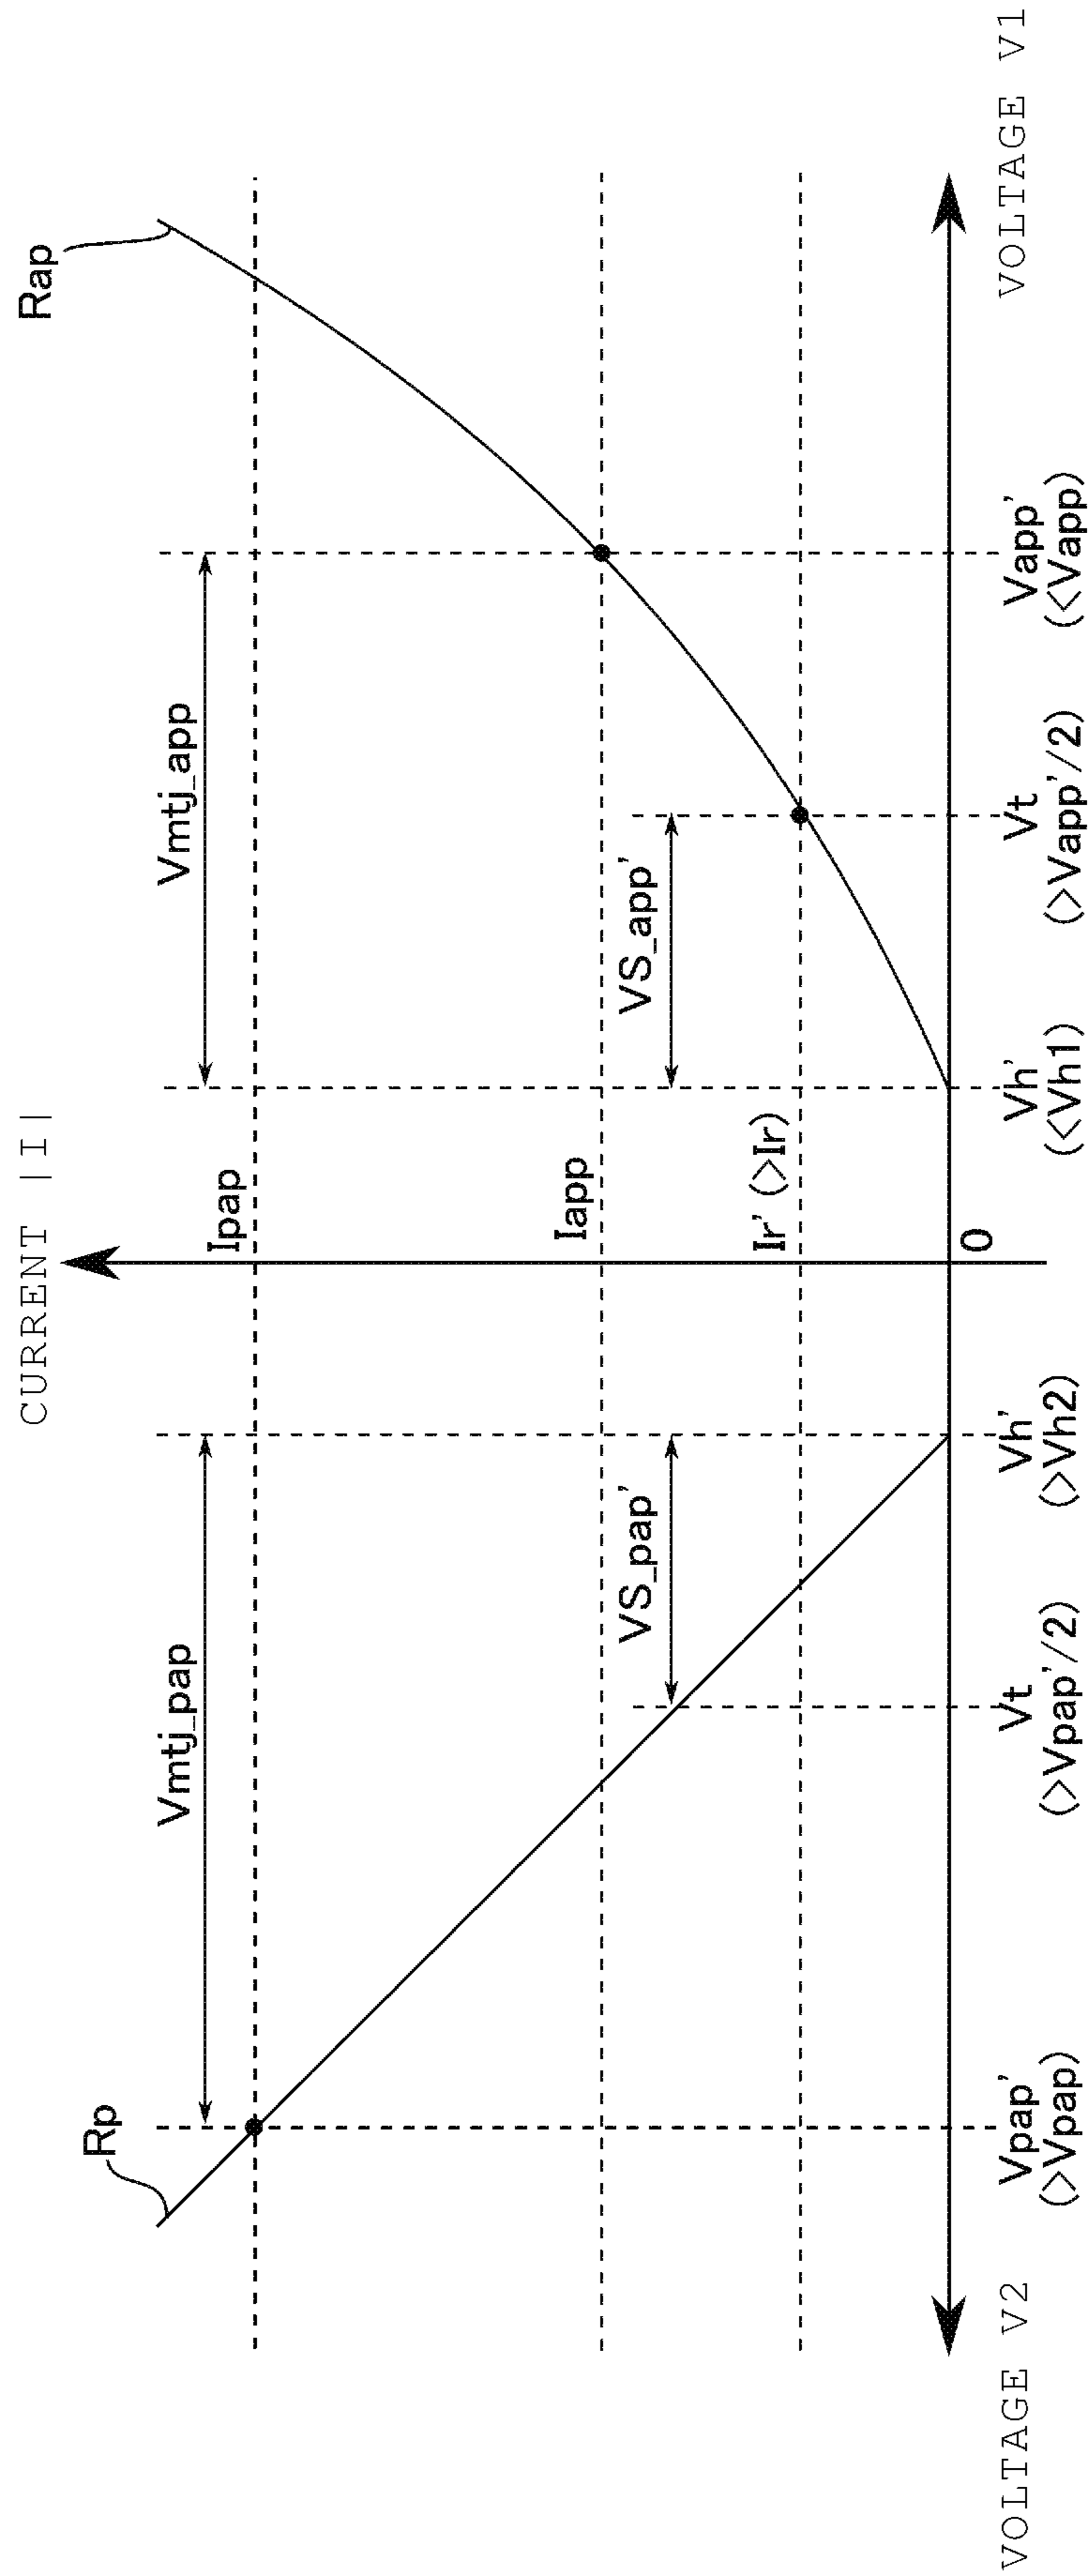 CURRENT |I|
Rp
Rap
Vmtj_pap
Vmtj_app
Ipap
VS_pap'
VS_app'
Iapp
Ir' (>Ir)
0
Vpap'
(>Vpap)
Vt
(>Vpap'/2)
Vh'
(>Vh2)
Vh'
(<Vh1)
Vt
(>Vapp'/2)
Vapp'
(<Vapp)
VOLTAGE V2
VOLTAGE V1